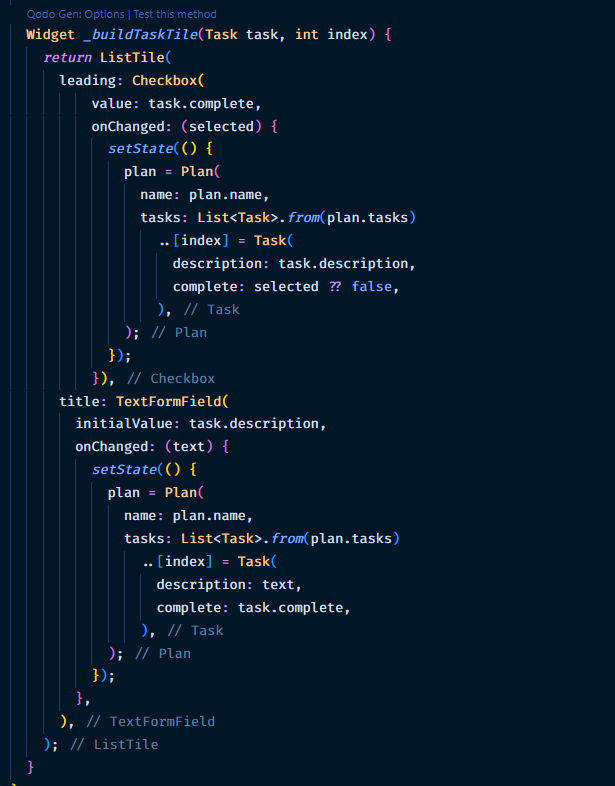 Qodo Gen: Options | Test this method
Widget _buildTaskTile(Task task, int index) {
return ListTile(
leading: Checkbox(
value: task.complete,
onChanged: (selected) {
setState(() {
plan = Plan(
name: plan.name,
tasks: List<Task>.from(plan.tasks)
..[index] = Task(
description: task.description,
complete: selected ?? false,
), // Task
); // Plan
});
}), // Checkbox
title: TextFormField(
initialValue: task.description,
onChanged: (text) {
setState(() {
plan = Plan(
name: plan.name,
tasks: List<Task>.from(plan.tasks)
..[index] = Task(
description: text,
complete: task.complete,
), // Task
); // Plan
});
},
), // TextFormField
); // ListTile
}